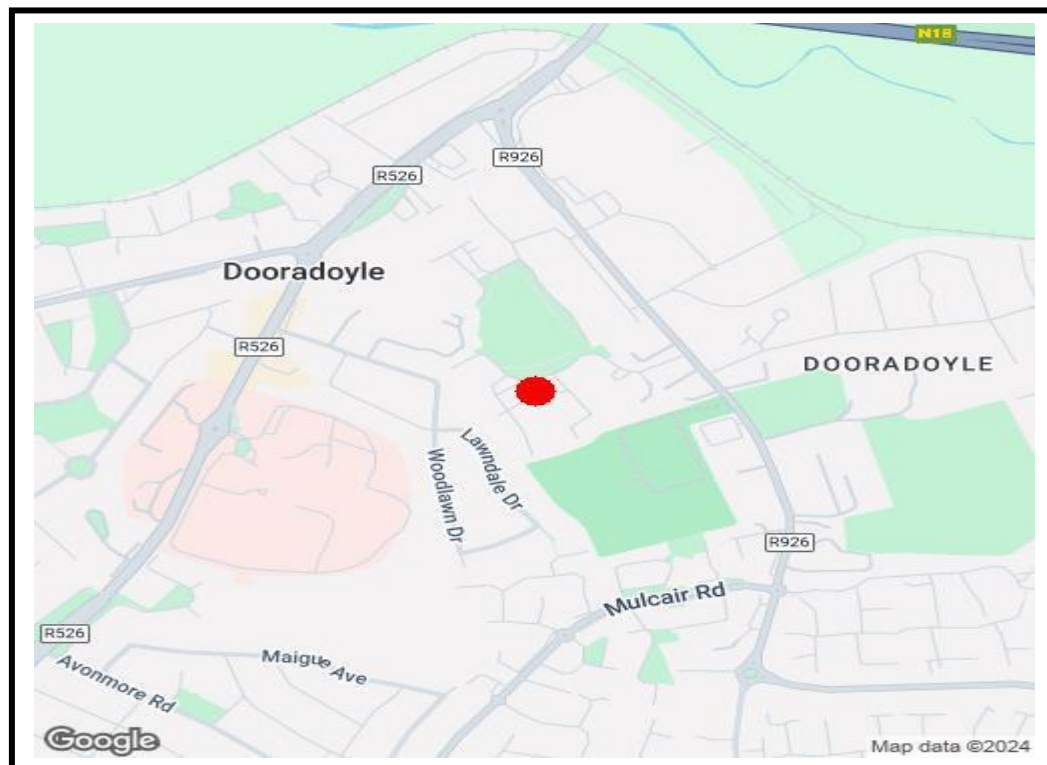 N18
R926
R526
Dooradoyle
R526
DOORADOYLE
Lawndale Dr
Woodlawn Dr
R926
Mulcair Rd
R526
Maigue Ave
Avonmore Rd
Google
Map data ©2024